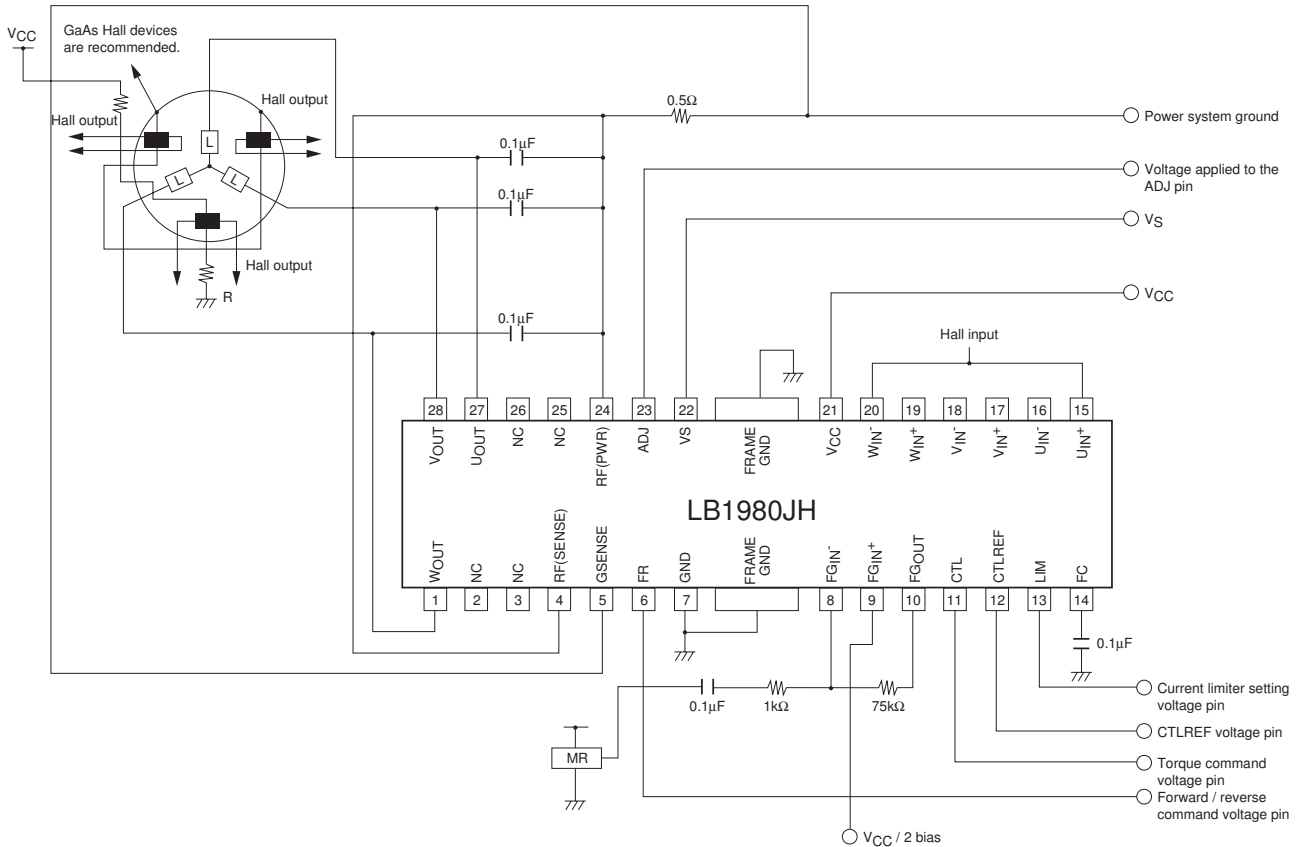 VCC
GaAs Hall devices
are recommended.
Hall output
Hall output
L
L
L
Hall output
R
0.1μF
0.1μF
0.1μF
0.5Ω
Power system ground
Voltage applied to the
ADJ pin
VS
VCC
Hall input
28
27
26
25
24
23
22
21
20
19
18
17
16
15
VOUT
UOUT
NC
NC
RF(PWR)
ADJ
VS
FRAME
GND
VCC
WIN-
WIN+
VIN-
VIN+
UIN-
UIN+
LB1980JH
WOUT
NC
NC
RF(SENSE)
GSENSE
FR
GND
FRAME
GND
FGIN-
FGIN+
FGOUT
CTL
CTLREF
LIM
FC
1
2
3
4
5
6
7
8
9
10
11
12
13
14
0.1μF
0.1μF
1kΩ
75kΩ
MR
Current limiter setting
voltage pin
CTLREF voltage pin
Torque command
voltage pin
Forward / reverse
command voltage pin
VCC / 2 bias